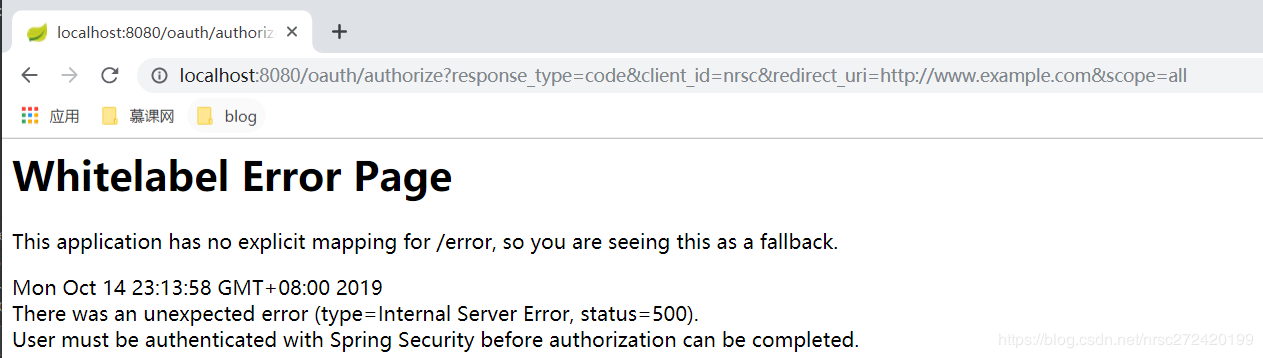 localhost:8080/oauth/authoriz
localhost:8080/oauth/authorize?response_type=code&client_id=nrsc&redirect_uri=http://www.example.com&scope=all
应用 慕课网 blog
Whitelabel Error Page
This application has no explicit mapping for /error, so you are seeing this as a fallback.
Mon Oct 14 23:13:58 GMT+08:00 2019
There was an unexpected error (type=Internal Server Error, status=500).
User must be authenticated with Spring Security before authorization can be completed.
https://blog.csdn.net/nrsc272420199